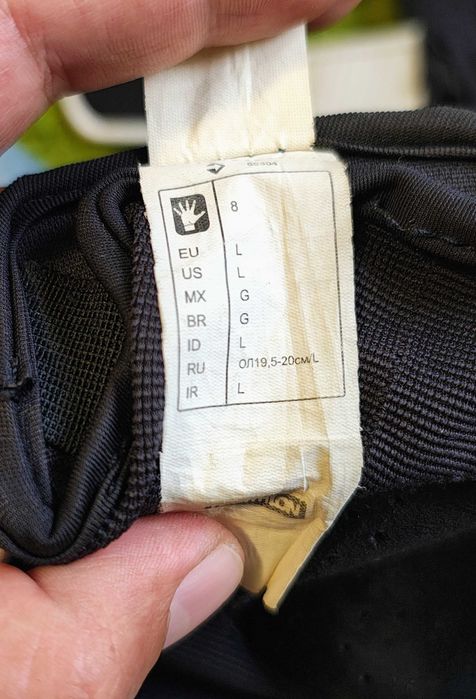 8
EU L
US L
MX G
BR G
ID L
RU ОЛ19,5-20см/L
IR L